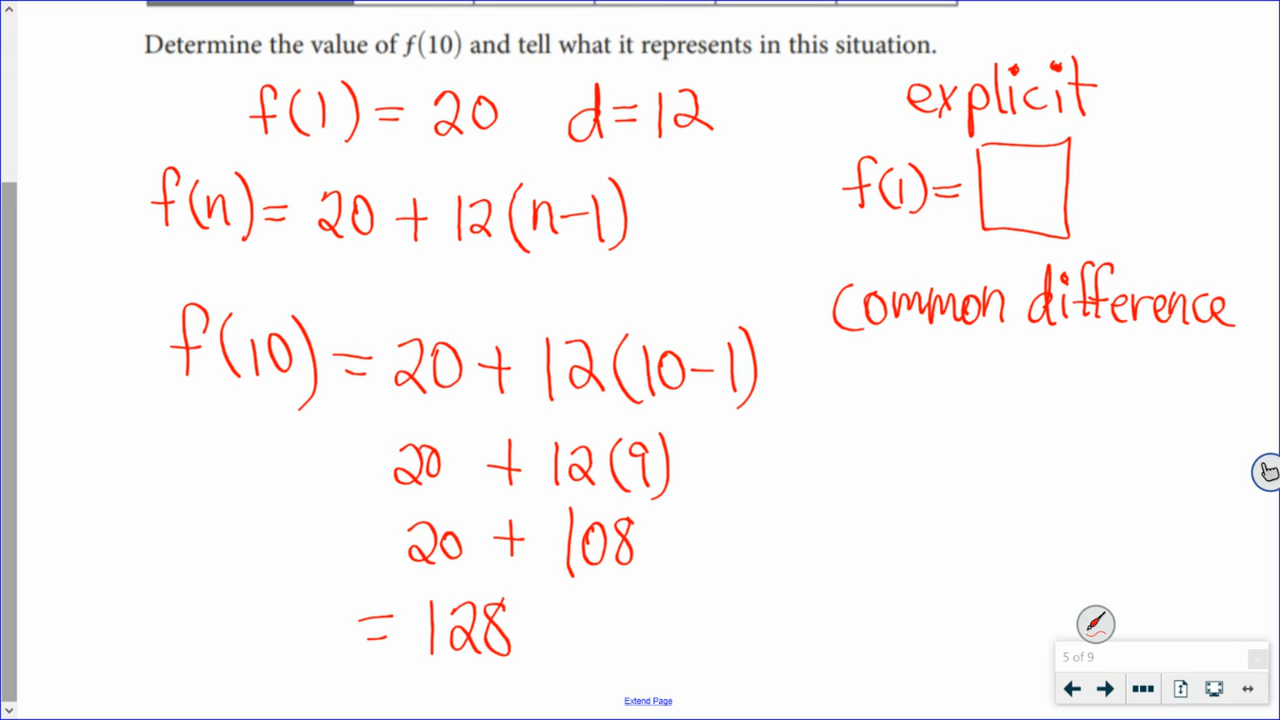 Determine the value of f(10) and tell what it represents in this situation.
f(1) = 20 d = 12
explicit
f(n) = 20 + 12(n-1)
f(1) =
common difference
f(10) = 20 + 12(10-1)
20 + 12(9)
20 + 108
= 128
5 of 9
Extend Page